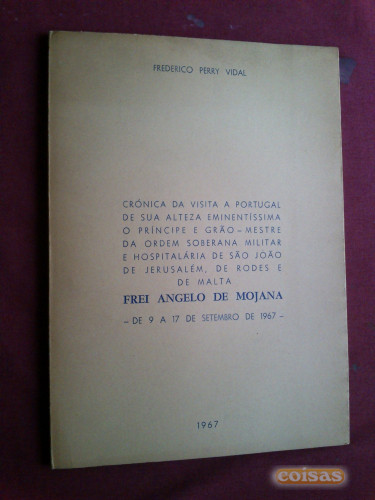 FREDERICO PERRY VIDAL
CRÓNICA DA VISITA A PORTUGAL
DE SUA ALTEZA EMINENTÍSSIMA
O PRÍNCIPE E GRÃO-MESTRE
DA ORDEM SOBERANA MILITAR
E HOSPITALÁRIA DE SÃO JOÃO
DE JERUSALÉM, DE RODES E
DE MALTA
FREI ANGELO DE MOJANA
- DE 9 A 17 DE SETEMBRO DE 1967 -
1967
coisas